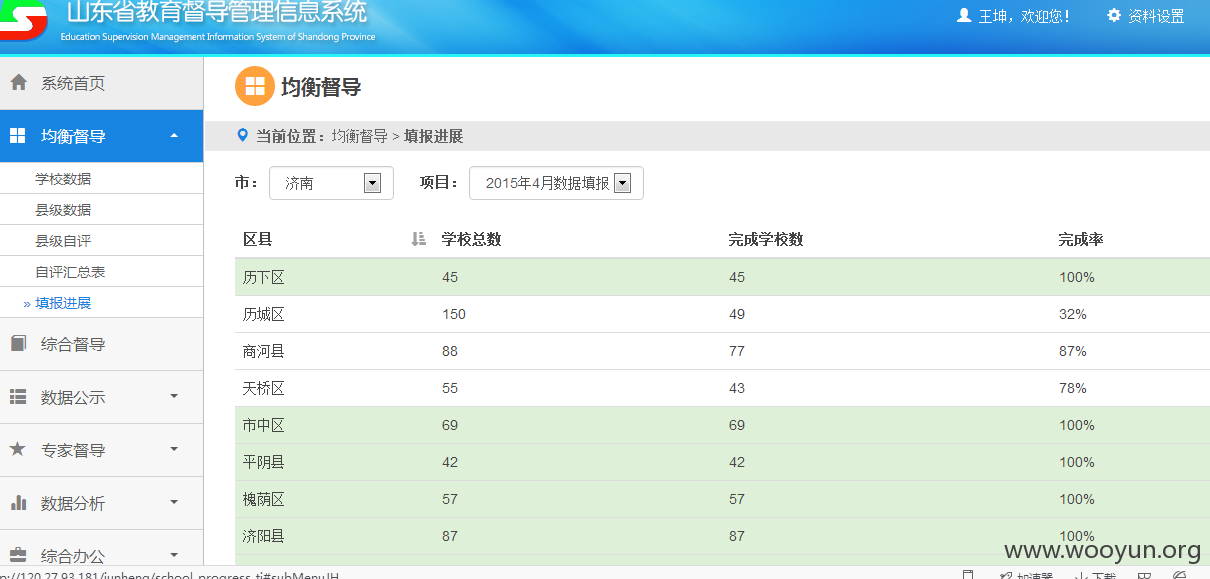 山东省教育督导管理信息系统
Education Supervision Management Information System of Shandong Province
王坤，欢迎您！ 资料设置
系统首页
均衡督导
学校数据
县级数据
县级自评
自评汇总表
» 填报进展
综合督导
数据公示
专家督导
数据分析
综合办公
均衡督导
当前位置：均衡督导 > 填报进展
市： 济南 项目： 2015年4月数据填报
区县 学校总数 完成学校数 完成率
历下区 45 45 100%
历城区 150 49 32%
商河县 88 77 87%
天桥区 55 43 78%
市中区 69 69 100%
平阴县 42 42 100%
槐荫区 57 57 100%
济阳县 87 87 100%
www.wooyun.org
p://120.27.93.181/junheng/school_progress_tj#subMenuJH 加速器 下载